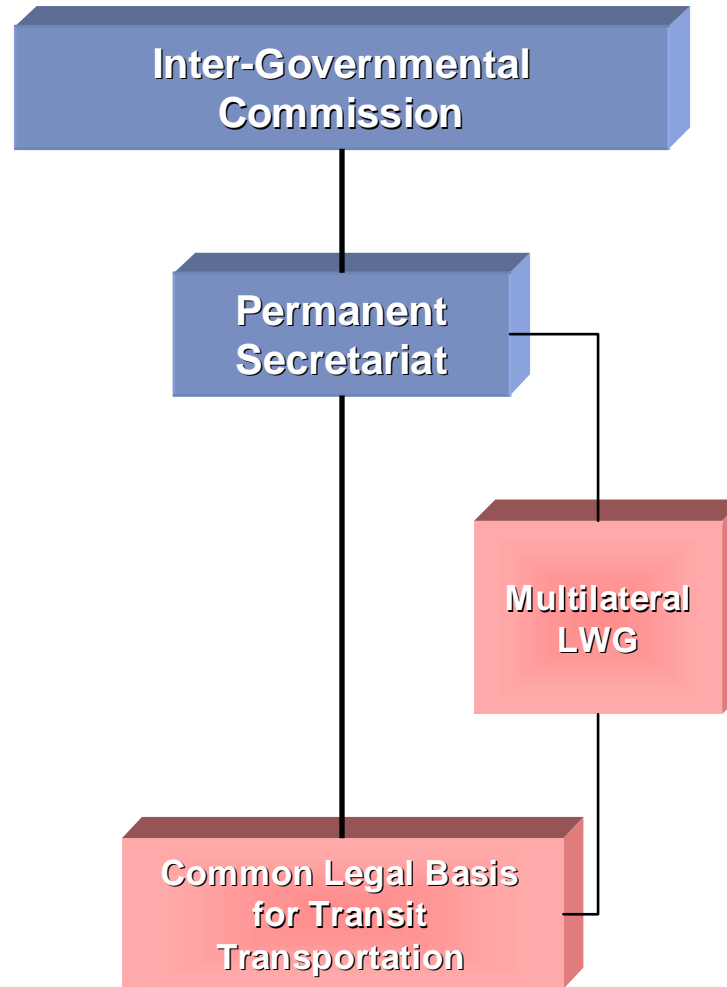 Inter-Governmental
Commission
Permanent
Secretariat
Multilateral
LWG
Common Legal Basis
for Transit
Transportation